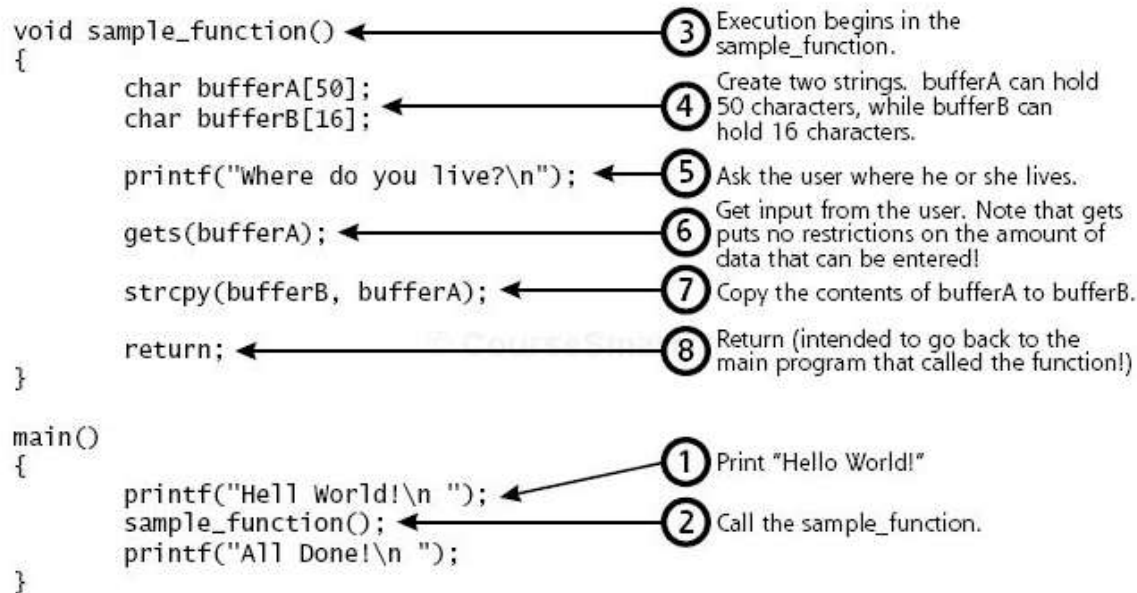 void sample_function()
3 Execution begins in the
sample_function.
{
char bufferA[50];
char bufferB[16];
4 Create two strings. bufferA can hold
50 characters, while bufferB can
hold 16 characters.
printf("Where do you live?\n");
5 Ask the user where he or she lives.
gets(bufferA);
6 Get input from the user. Note that gets
puts no restrictions on the amount of
data that can be entered!
strcpy(bufferB, bufferA);
7 Copy the contents of bufferA to bufferB.
return;
8 Return (intended to go back to the
main program that called the function!)
}
main()
{
1 Print "Hello World!"
printf("Hell World!\n ");
sample_function();
2 Call the sample_function.
printf("All Done!\n ");
}